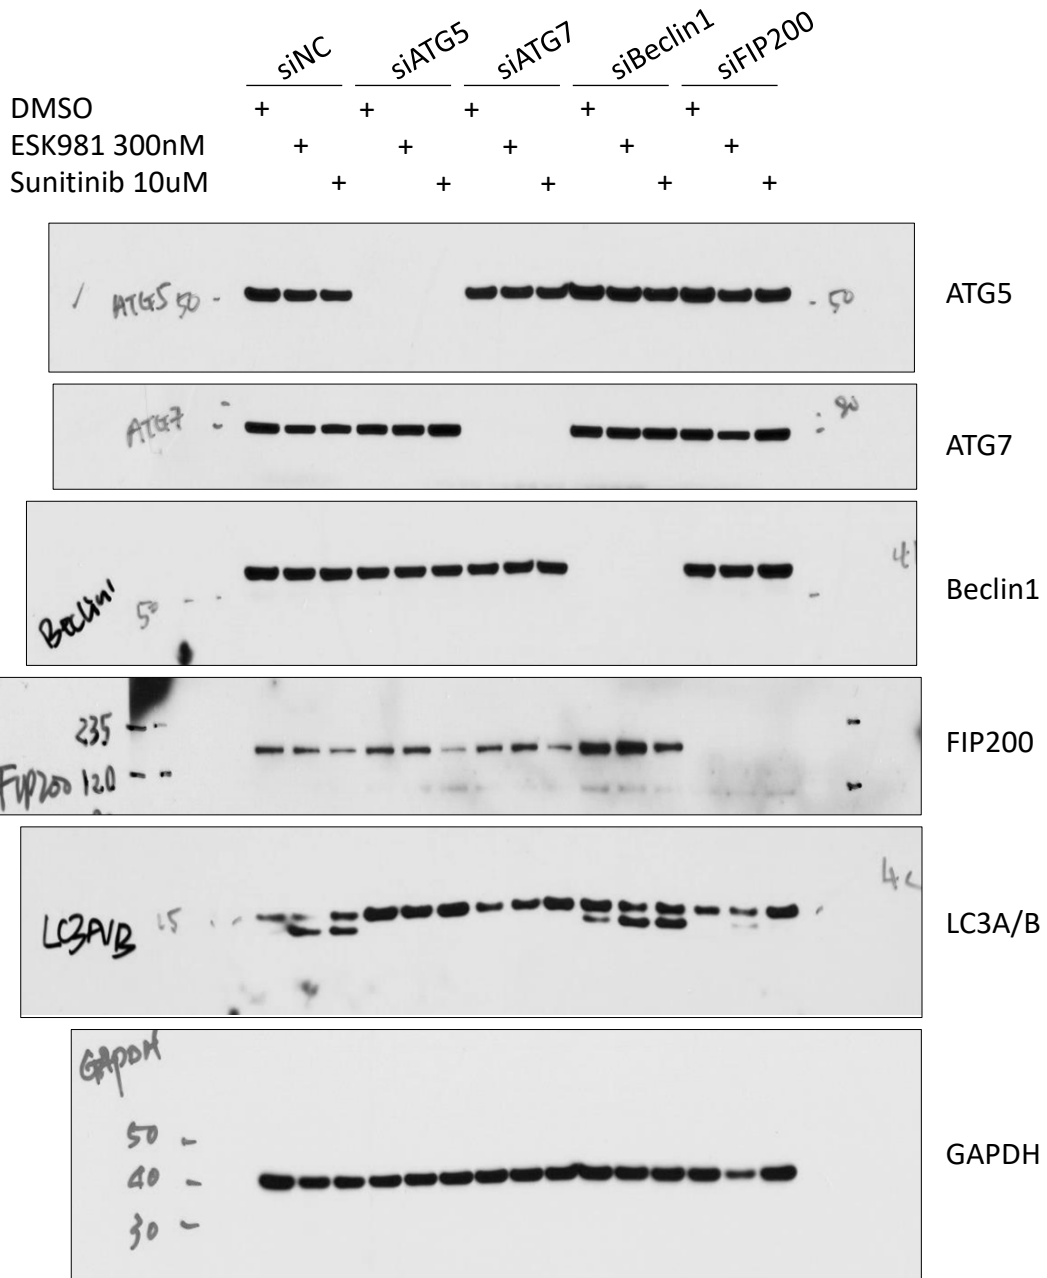 siNC siATG5 siATG7 siBeclin1 siFIP200
DMSO + + + + +
ESK981 300nM + + + + +
Sunitinib 10uM + + + + +
ATG5 50 - - 50 ATG5
ATG7 80 ATG7
Beclin1 50 Beclin1
235
FIP200
FIP200 120
LC3A/B 15 LC3A/B
GAPDH
50 -
40 - GAPDH
30 -